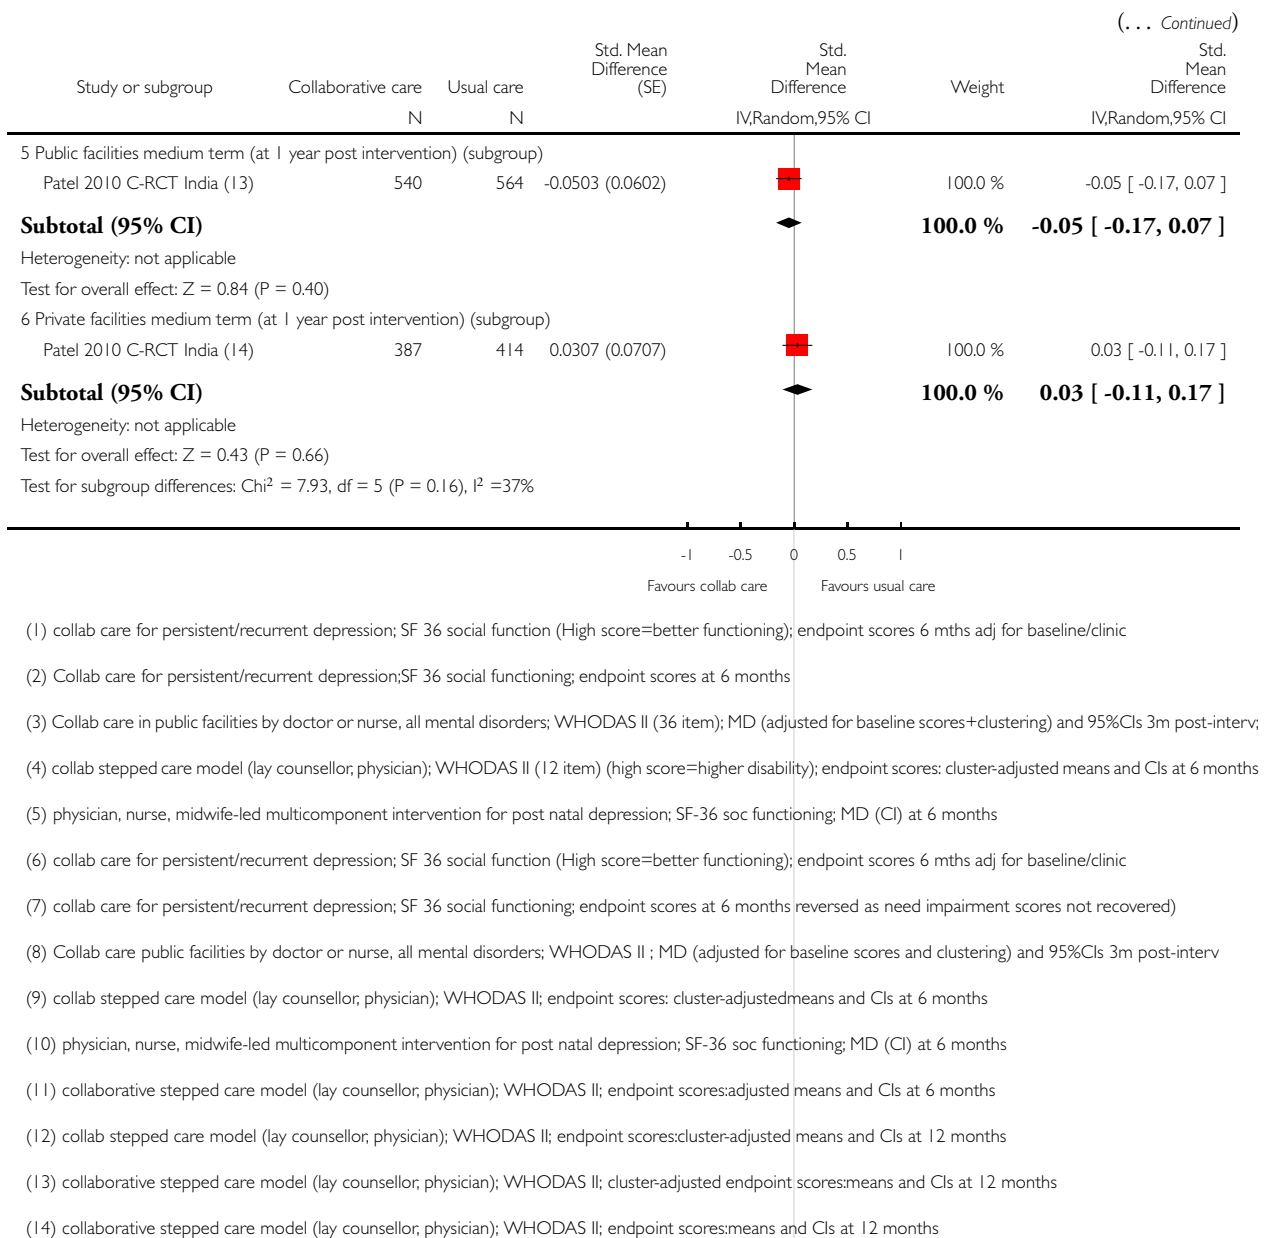 (... Continued)
Std. Mean Std.
Difference Mean
Study or subgroup Collaborative care Usual care (SE) Difference Weight Std. Mean Difference
N N IV,Random,95% CI IV,Random,95% CI
5 Public facilities medium term (at 1 year post intervention) (subgroup)
Patel 2010 C-RCT India (13) 540 564 -0.0503 (0.0602) 100.0 % -0.05 [ -0.17, 0.07 ]
Subtotal (95% CI) 100.0 % -0.05 [ -0.17, 0.07 ]
Heterogeneity: not applicable
Test for overall effect: Z = 0.84 (P = 0.40)
6 Private facilities medium term (at 1 year post intervention) (subgroup)
Patel 2010 C-RCT India (14) 387 414 0.0307 (0.0707) 100.0 % 0.03 [ -0.11, 0.17 ]
Subtotal (95% CI) 100.0 % 0.03 [ -0.11, 0.17 ]
Heterogeneity: not applicable
Test for overall effect: Z = 0.43 (P = 0.66)
Test for subgroup differences: Chi² = 7.93, df = 5 (P = 0.16), I² =37%
-1 -0.5 0 0.5 1
Favours collab care Favours usual care
(1) collab care for persistent/recurrent depression; SF 36 social function (High score=better functioning); endpoint scores 6 mths adj for baseline/clinic
(2) Collab care for persistent/recurrent depression;SF 36 social functioning; endpoint scores at 6 months
(3) Collab care in public facilities by doctor or nurse, all mental disorders; WHODAS II (36 item); MD (adjusted for baseline scores+clustering) and 95%CIs 3m post-interv;
(4) collab stepped care model (lay counsellor, physician); WHODAS II (12 item) (high score=higher disability); endpoint scores: cluster-adjusted means and CIs at 6 months
(5) physician, nurse, midwife-led multicomponent intervention for post natal depression; SF-36 soc functioning; MD (CI) at 6 months
(6) collab care for persistent/recurrent depression; SF 36 social function (High score=better functioning); endpoint scores 6 mths adj for baseline/clinic
(7) collab care for persistent/recurrent depression; SF 36 social functioning; endpoint scores at 6 months reversed as need impairment scores not recovered)
(8) Collab care public facilities by doctor or nurse, all mental disorders; WHODAS II ; MD (adjusted for baseline scores and clustering) and 95%CIs 3m post-interv
(9) collab stepped care model (lay counsellor, physician); WHODAS II; endpoint scores: cluster-adjustedmeans and CIs at 6 months
(10) physician, nurse, midwife-led multicomponent intervention for post natal depression; SF-36 soc functioning; MD (CI) at 6 months
(11) collaborative stepped care model (lay counsellor, physician); WHODAS II; endpoint scores:adjusted means and CIs at 6 months
(12) collab stepped care model (lay counsellor, physician); WHODAS II; endpoint scores:cluster-adjusted means and CIs at 12 months
(13) collaborative stepped care model (lay counsellor, physician); WHODAS II; cluster-adjusted endpoint scores:means and CIs at 12 months
(14) collaborative stepped care model (lay counsellor, physician); WHODAS II; endpoint scores:means and CIs at 12 months